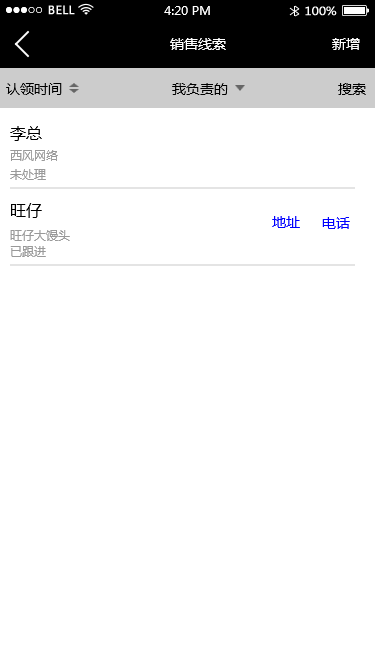 BELL 4:20 PM 100%
销售线索 新增
认领时间 我负责的 搜索
李总
西风网络
未处理
旺仔
地址 电话
旺仔大馒头
已跟进